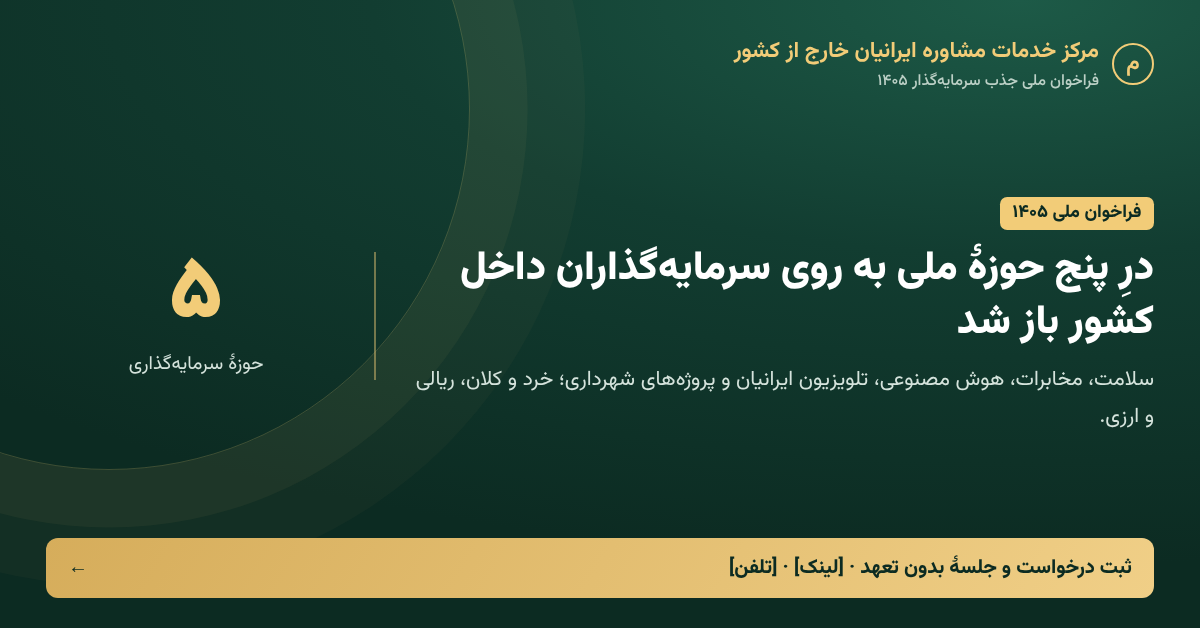 م
مرکز خدمات مشاوره ایرانیان خارج از کشور
فراخوان ملی جذب سرمایه‌گذار ۱۴۰۵
فراخوان ملی ۱۴۰۵
درِ پنج حوزهٔ ملی به روی سرمایه‌گذاران داخل
کشور باز شد
سلامت، مخابرات، هوش مصنوعی، تلویزیون ایرانیان و پروژه‌های شهرداری؛ خرد و کلان، ریالی
و ارزی.
۵
حوزهٔ سرمایه‌گذاری
ثبت درخواست و جلسهٔ بدون تعهد · [لینک] · [تلفن] ←